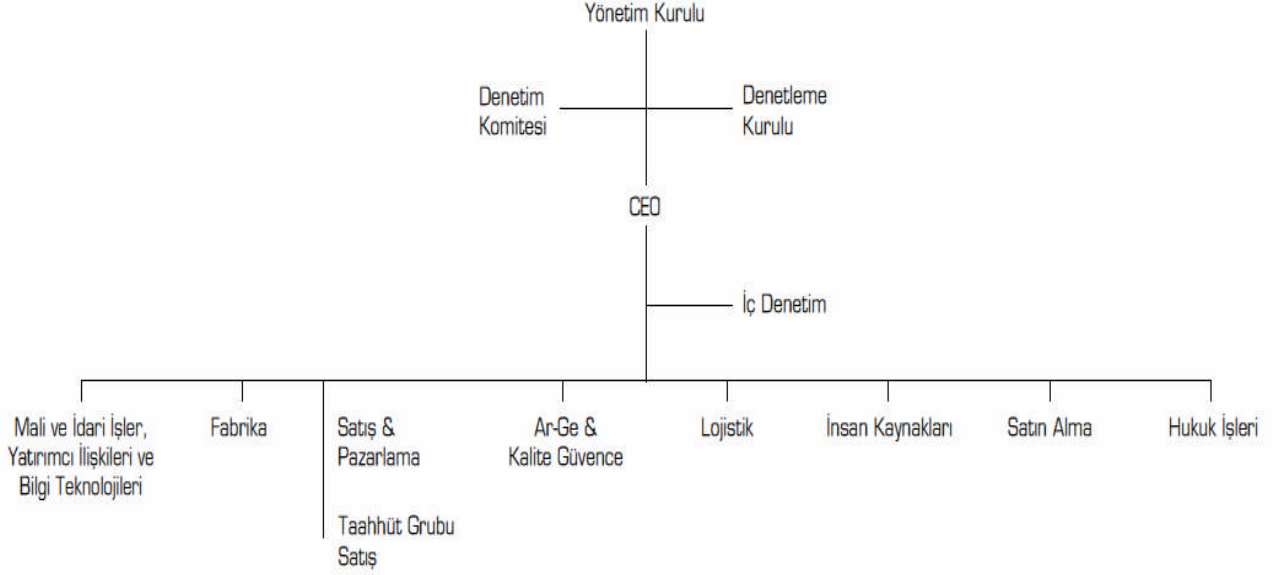 Yönetim Kurulu
Denetim
Komitesi
Denetleme
Kurulu
CEO
İç Denetim
Mali ve İdari İşler,
Yatırımcı İlişkileri ve
Bilgi Teknolojileri
Fabrika
Satış &
Pazarlama
Taahhüt Grubu
Satış
Ar-Ge &
Kalite Güvence
Lojistik
İnsan Kaynakları
Satın Alma
Hukuk İşleri